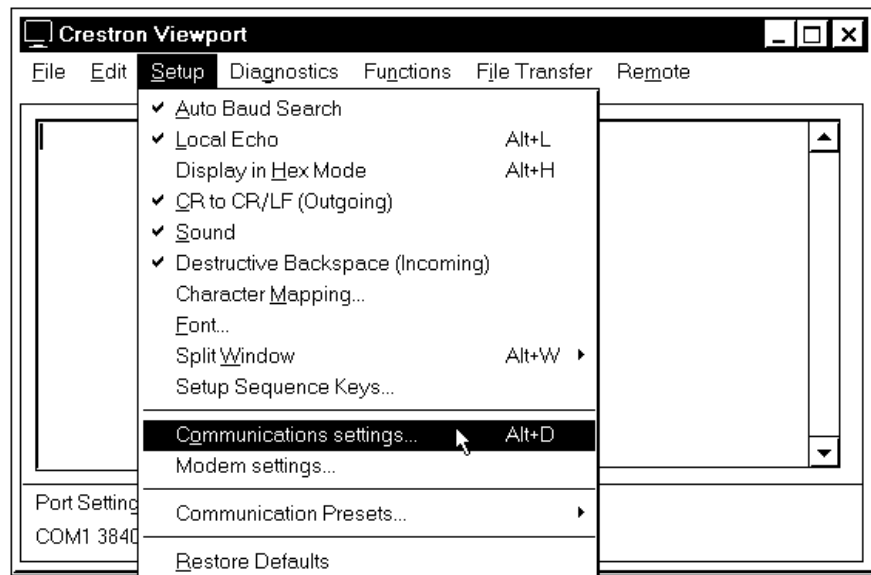 Crestron Viewport
File Edit Setup Diagnostics Functions File Transfer Remote
Auto Baud Search
Local Echo Alt+L
Display in Hex Mode Alt+H
CR to CR/LF (Outgoing)
Sound
Destructive Backspace (Incoming)
Character Mapping...
Font...
Split Window Alt+W
Setup Sequence Keys...
Communications settings... Alt+D
Modem settings...
Port Setting
Communication Presets...
COM1 3840
Restore Defaults